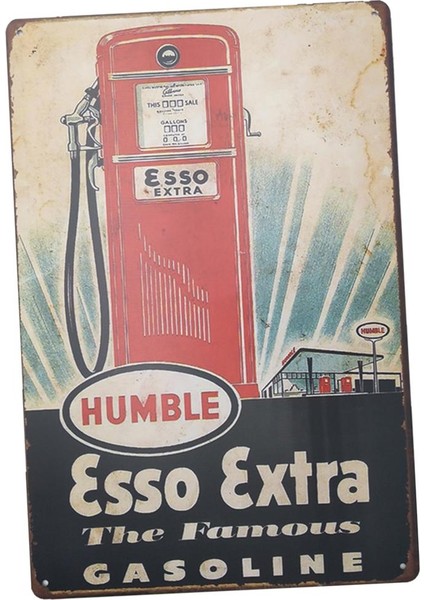 THIS SALE
GALLONS
Esso
EXTRA
HUMBLE
HUMBLE
Esso Extra
The Famous
GASOLINE